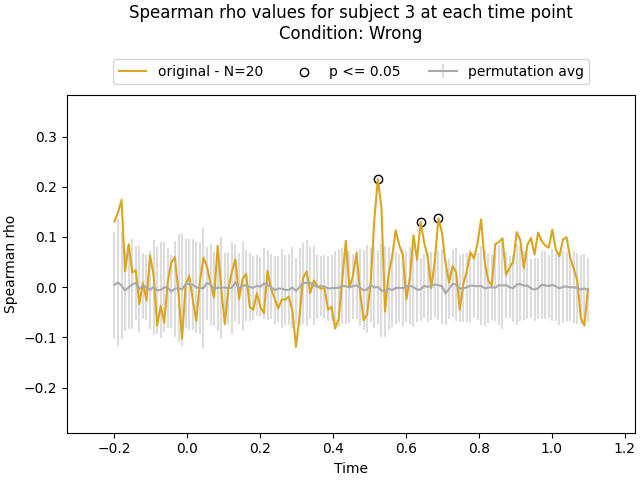 Spearman rho values for subject 3 at each time point
Condition: Wrong
original - N=20
p <= 0.05
permutation avg
0.3
0.2
0.1
0.0
−0.1
−0.2
Spearman rho
−0.2
0.0
0.2
0.4
0.6
0.8
1.0
1.2
Time